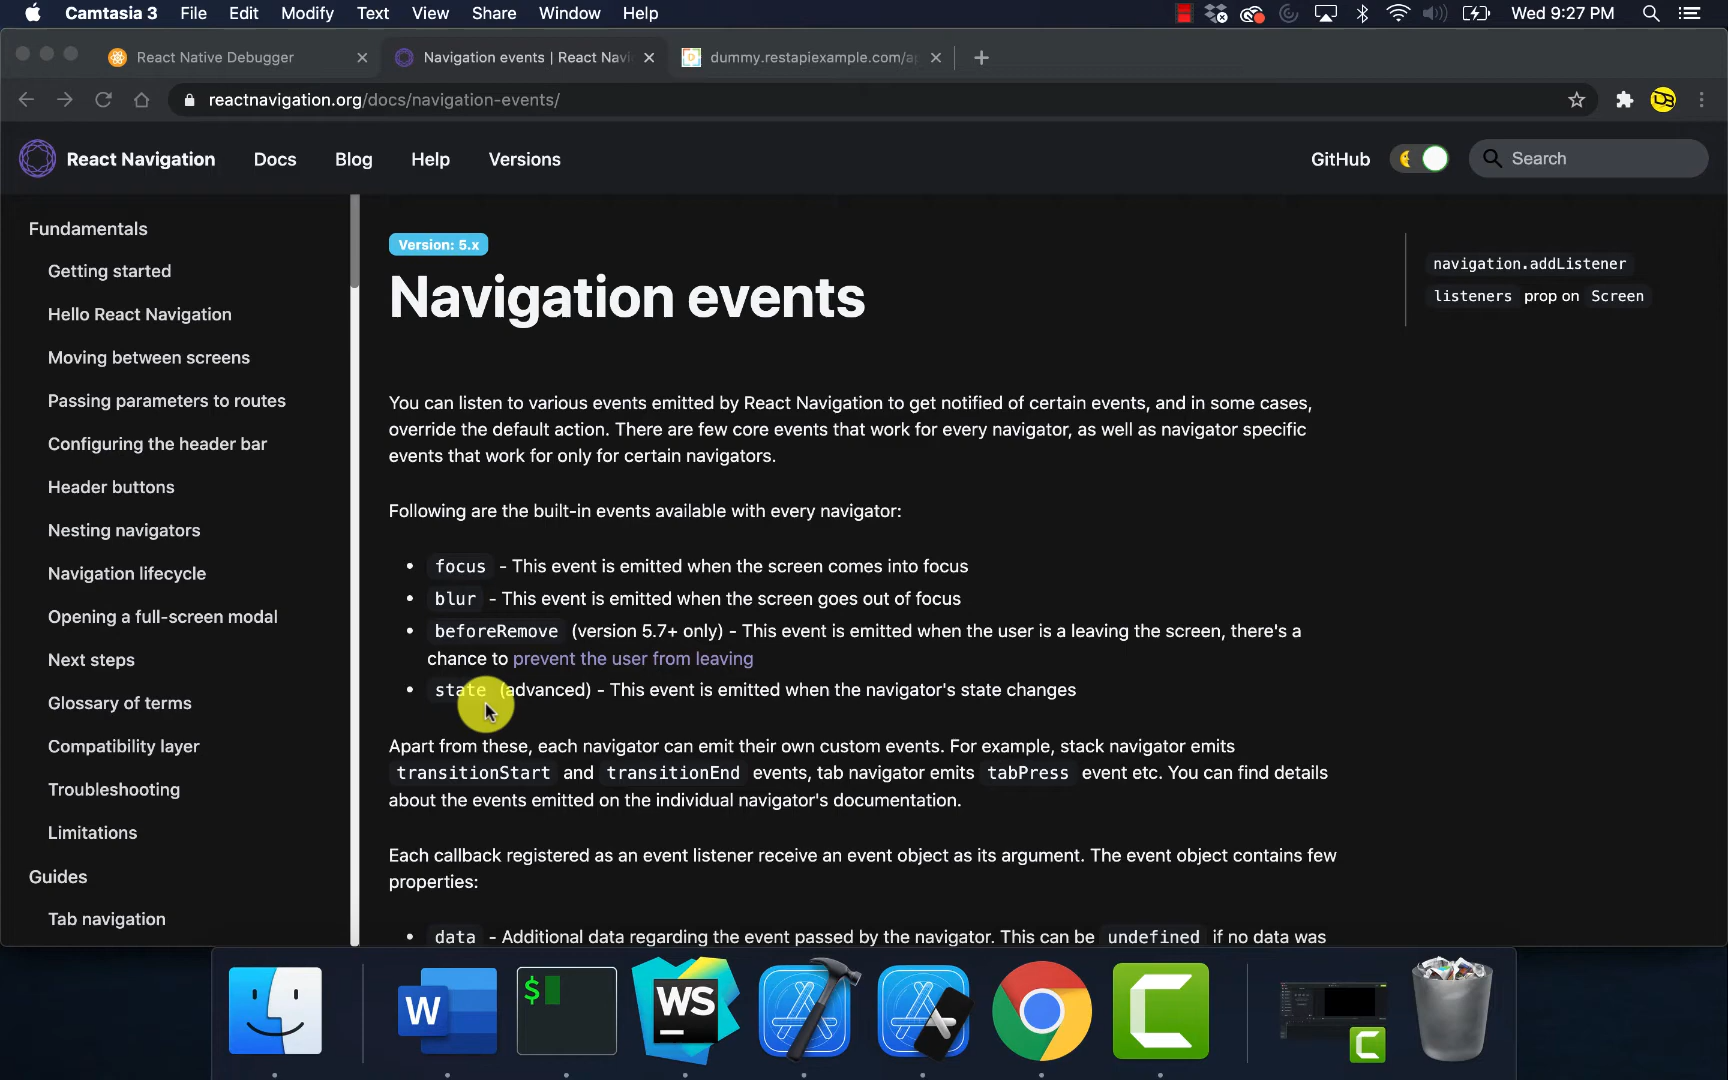 Camtasia 3 File Edit Modify Text View Share Window Help Wed 9:27 PM
React Native Debugger Navigation events | React Navi dummy.restapiexample.com/ap
reactnavigation.org/docs/navigation-events/
React Navigation Docs Blog Help Versions GitHub Search
Fundamentals
Getting started
Hello React Navigation
Moving between screens
Passing parameters to routes
Configuring the header bar
Header buttons
Nesting navigators
Navigation lifecycle
Opening a full-screen modal
Next steps
Glossary of terms
Compatibility layer
Troubleshooting
Limitations
Guides
Tab navigation
Version: 5.x
Navigation events
You can listen to various events emitted by React Navigation to get notified of certain events, and in some cases,
override the default action. There are few core events that work for every navigator, as well as navigator specific
events that work for only for certain navigators.
Following are the built-in events available with every navigator:
• focus - This event is emitted when the screen comes into focus
• blur - This event is emitted when the screen goes out of focus
• beforeRemove (version 5.7+ only) - This event is emitted when the user is a leaving the screen, there's a
chance to prevent the user from leaving
• state (advanced) - This event is emitted when the navigator's state changes
Apart from these, each navigator can emit their own custom events. For example, stack navigator emits
transitionStart and transitionEnd events, tab navigator emits tabPress event etc. You can find details
about the events emitted on the individual navigator's documentation.
Each callback registered as an event listener receive an event object as its argument. The event object contains few
properties:
• data - Additional data regarding the event passed by the navigator. This can be undefined if no data was
navigation.addListener
listeners prop on Screen
W
$
WS